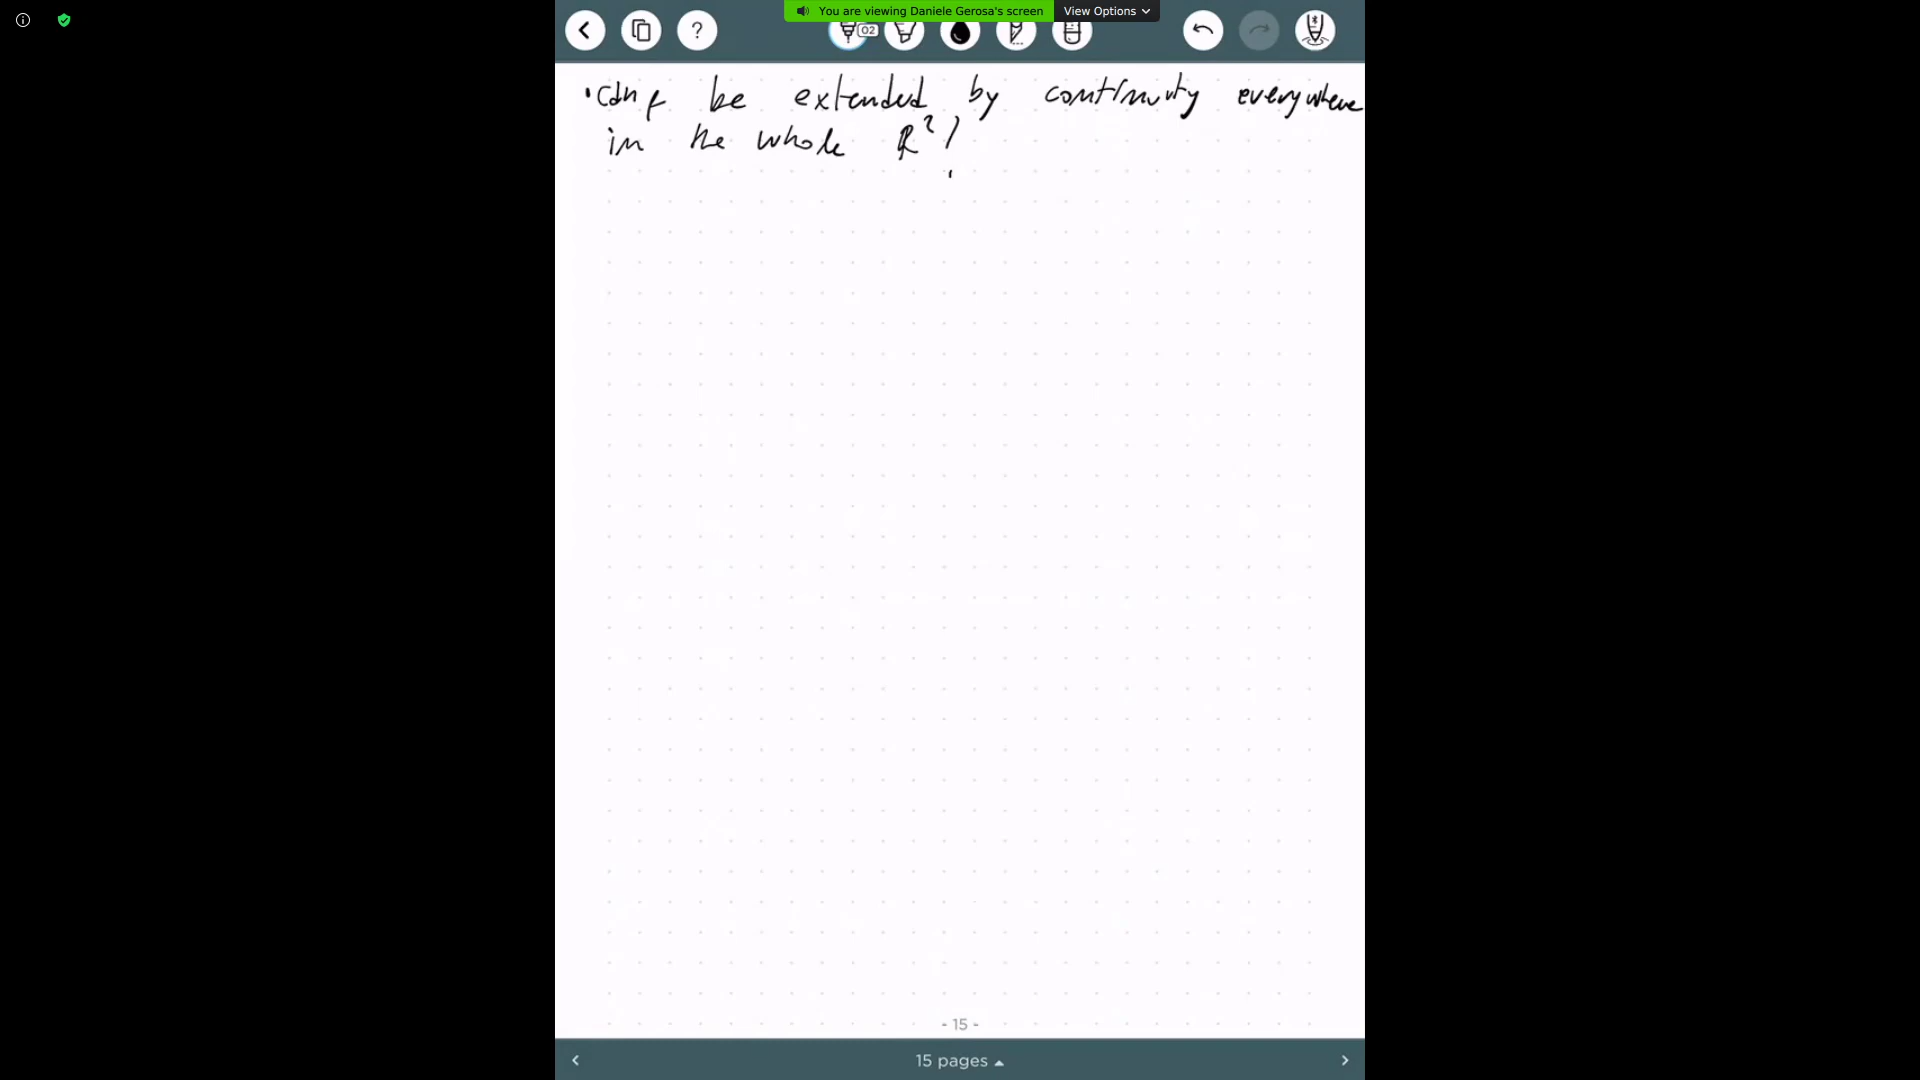 You are viewing Daniele Gerosa's screen View Options
? 02
• Can f be extended by continuity everywhere
in the whole R²?
- 15 -
15 pages